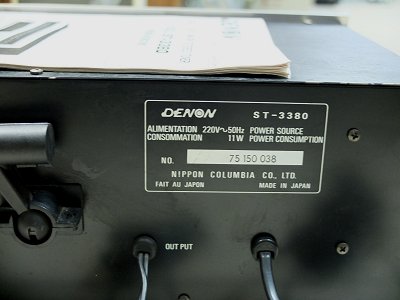 DENON ST-3380
ALIMENTATION 220V~50Hz POWER SOURCE
CONSOMMATION 11W POWER CONSUMPTION
NO. 75 150 038
NIPPON COLUMBIA CO., LTD.
FAIT AU JAPON MADE IN JAPAN
OUT PUT